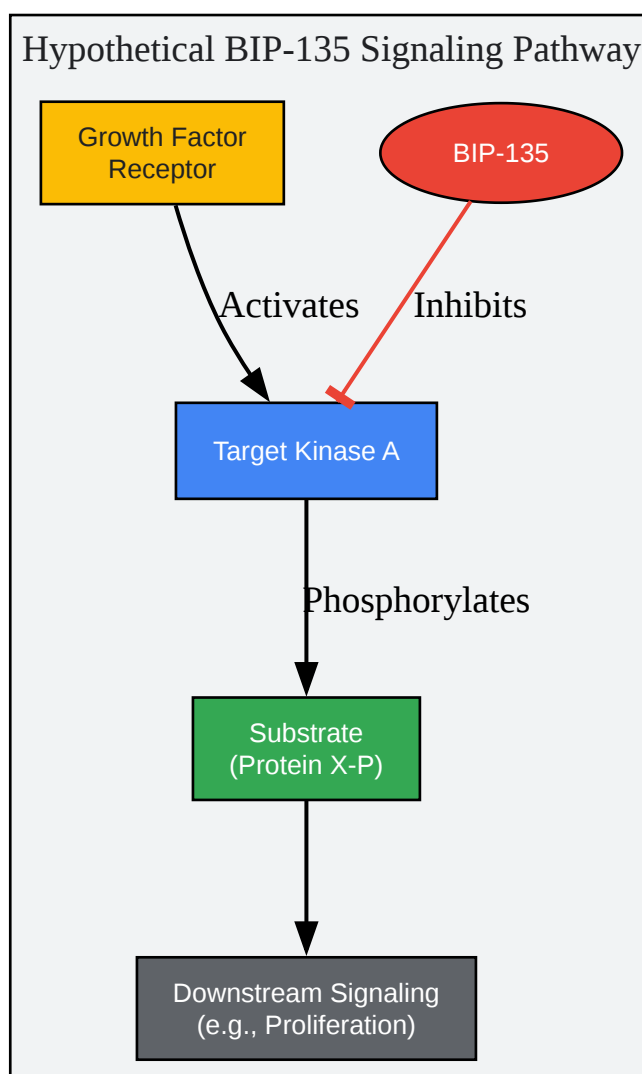 Hypothetical BIP-135 Signaling Pathway
Growth Factor
Receptor
BIP-135
Activates
Inhibits
Target Kinase A
Phosphorylates
Substrate
(Protein X-P)
Downstream Signaling
(e.g., Proliferation)